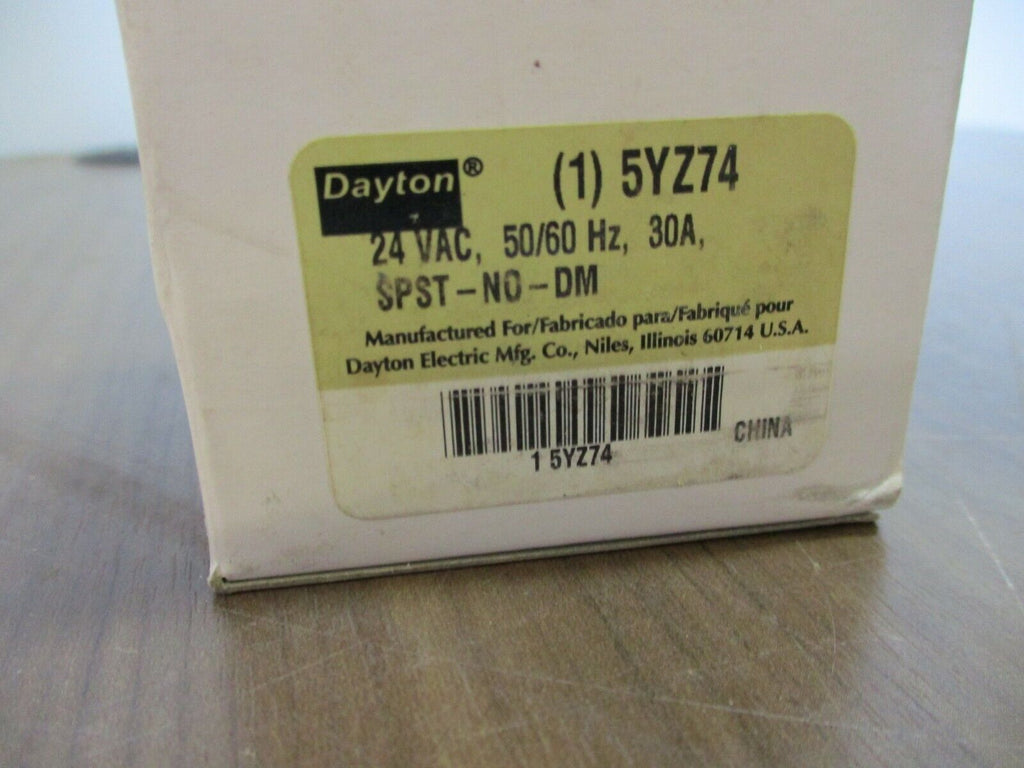 Dayton® (1) 5YZ74
24 VAC, 50/60 Hz, 30A,
SPST-NO-DM
Manufactured For/Fabricado para/Fabriqué pour
Dayton Electric Mfg. Co., Niles, Illinois 60714 U.S.A.
CHINA
1 5YZ74